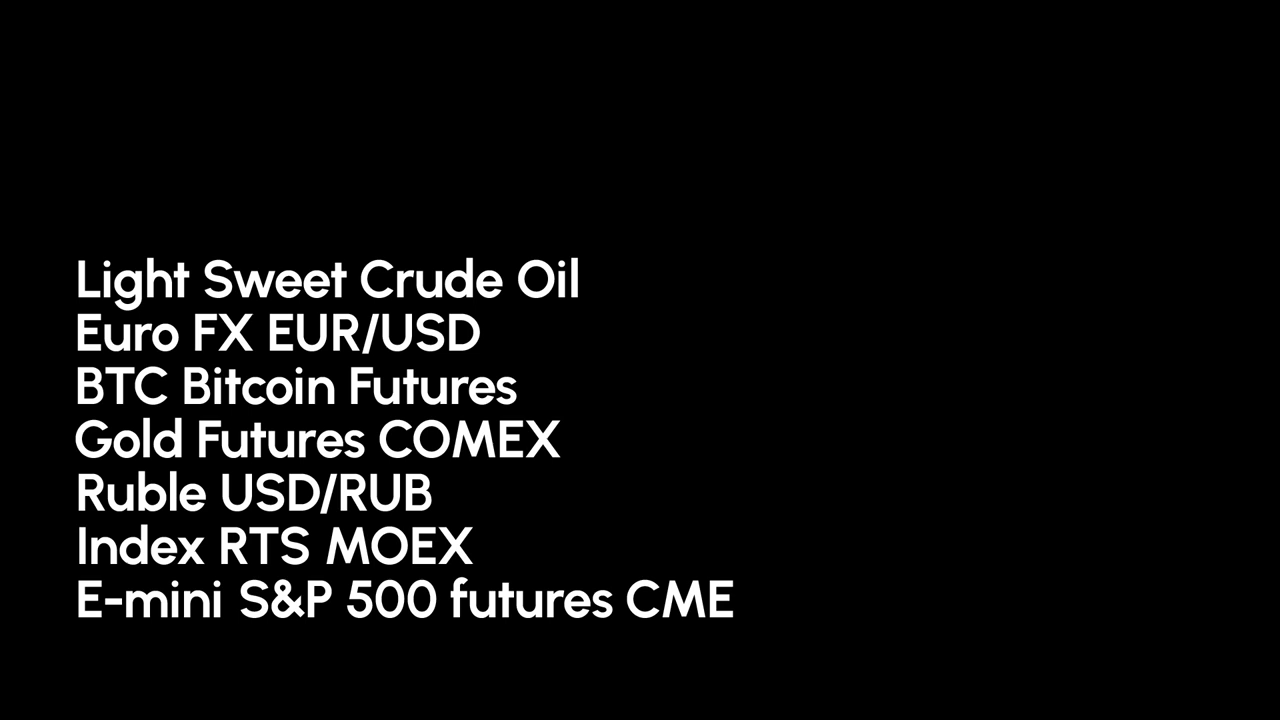 Light Sweet Crude Oil
Euro FX EUR/USD
BTC Bitcoin Futures
Gold Futures COMEX
Ruble USD/RUB
Index RTS MOEX
E-mini S&P 500 futures CME